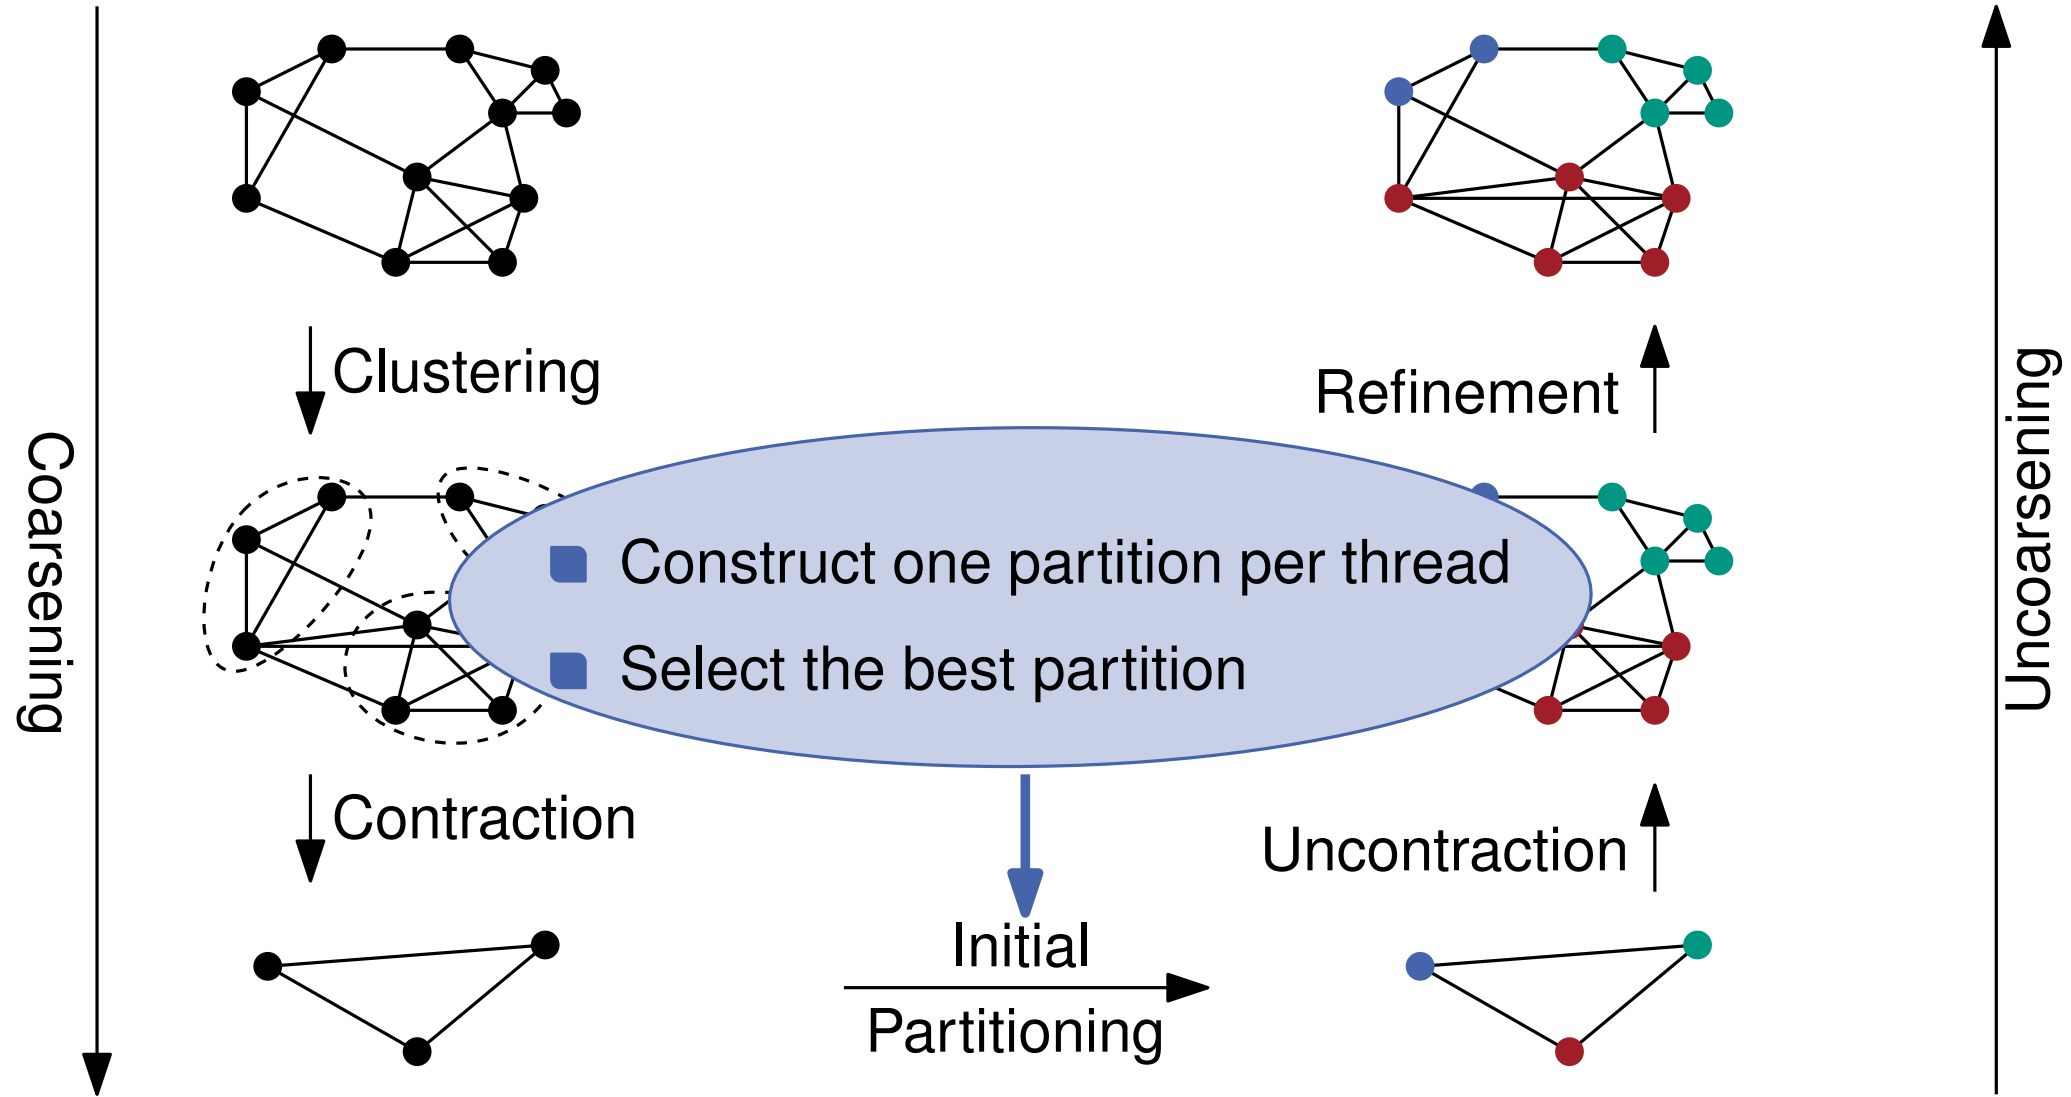 Coarsening
Clustering
Refinement
Uncoarsening
Construct one partition per thread
Select the best partition
Contraction
Uncontraction
Initial
Partitioning